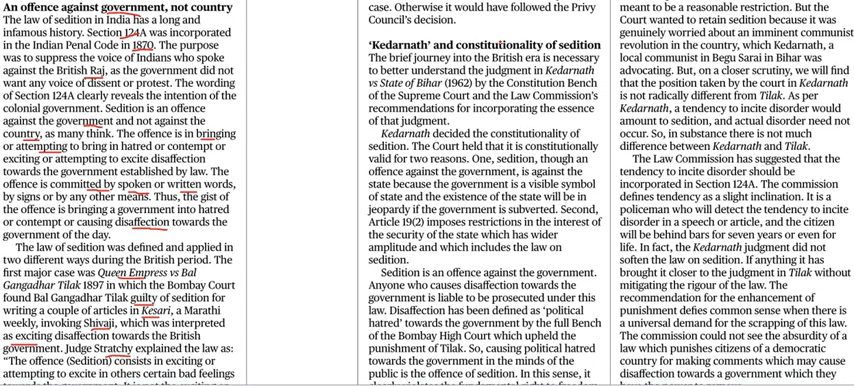 An offence against government, not country
The law of sedition in India has a long and
infamous history. Section 124A was incorporated
in the Indian Penal Code in 1870. The purpose
was to suppress the voice of Indians who spoke
against the British Raj, as the government did not
want any voice of dissent or protest. The wording
of Section 124A clearly reveals the intention of the
colonial government. Sedition is an offence
against the government and not against the
country, as many think. The offence is in bringing
or attempting to bring in hatred or contempt or
exciting or attempting to excite disaffection
towards the government established by law. The
offence is committed by spoken or written words,
by signs or by any other means. Thus, the gist of
the offence is bringing a government into hatred
or contempt or causing disaffection towards the
government of the day.
The law of sedition was defined and applied in
two different ways during the British period. The
first major case was Queen Empress vs Bal
Gangadhar Tilak 1897 in which the Bombay Court
found Bal Gangadhar Tilak guilty of sedition for
writing a couple of articles in Kesari, a Marathi
weekly, invoking Shivaji, which was interpreted
as exciting disaffection towards the British
government. Judge Stratchy explained the law as:
“The offence (Sedition) consists in exciting or
attempting to excite in others certain bad feelings
case. Otherwise it would have followed the Privy
Council’s decision.
‘Kedarnath’ and constitutionality of sedition
The brief journey into the British era is necessary
to better understand the judgment in Kedarnath
vs State of Bihar (1962) by the Constitution Bench
of the Supreme Court and the Law Commission’s
recommendations for incorporating the essence
of that judgment.
Kedarnath decided the constitutionality of
sedition. The Court held that it is constitutionally
valid for two reasons. One, sedition, though an
offence against the government, is against the
state because the government is a visible symbol
of state and the existence of the state will be in
jeopardy if the government is subverted. Second,
Article 19(2) imposes restrictions in the interest of
the security of the state which has wider
amplitude and which includes the law on
sedition.
Sedition is an offence against the government.
Anyone who causes disaffection towards the
government is liable to be prosecuted under this
law. Disaffection has been defined as ‘political
hatred’ towards the government by the full Bench
of the Bombay High Court which upheld the
punishment of Tilak. So, causing political hatred
towards the government in the minds of the
public is the offence of sedition. In this sense, it
meant to be a reasonable restriction. But the
Court wanted to retain sedition because it was
genuinely worried about an imminent communist
revolution in the country, which Kedarnath, a
local communist in Begu Sarai in Bihar was
advocating. But, on a closer scrutiny, we will find
that the position taken by the court in Kedarnath
is not radically different from Tilak. As per
Kedarnath, a tendency to incite disorder would
amount to sedition, and actual disorder need not
occur. So, in substance there is not much
difference between Kedarnath and Tilak.
The Law Commission has suggested that the
tendency to incite disorder should be
incorporated in Section 124A. The commission
defines tendency as a slight inclination. It is a
policeman who will detect the tendency to incite
disorder in a speech or article, and the citizen
will be behind bars for seven years or even for
life. In fact, the Kedarnath judgment did not
soften the law on sedition. If anything it has
brought it closer to the judgment in Tilak without
mitigating the rigour of the law. The
recommendation for the enhancement of
punishment defies common sense when there is
a universal demand for the scrapping of this law.
The commission could not see the absurdity of a
law which punishes citizens of a democratic
country for making comments which may cause
disaffection towards a government which they